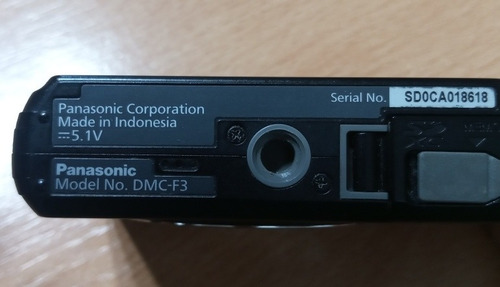 Panasonic Corporation
Serial No. SD0CA018618
Made in Indonesia
⎓5.1V
Panasonic
Model No. DMC-F3